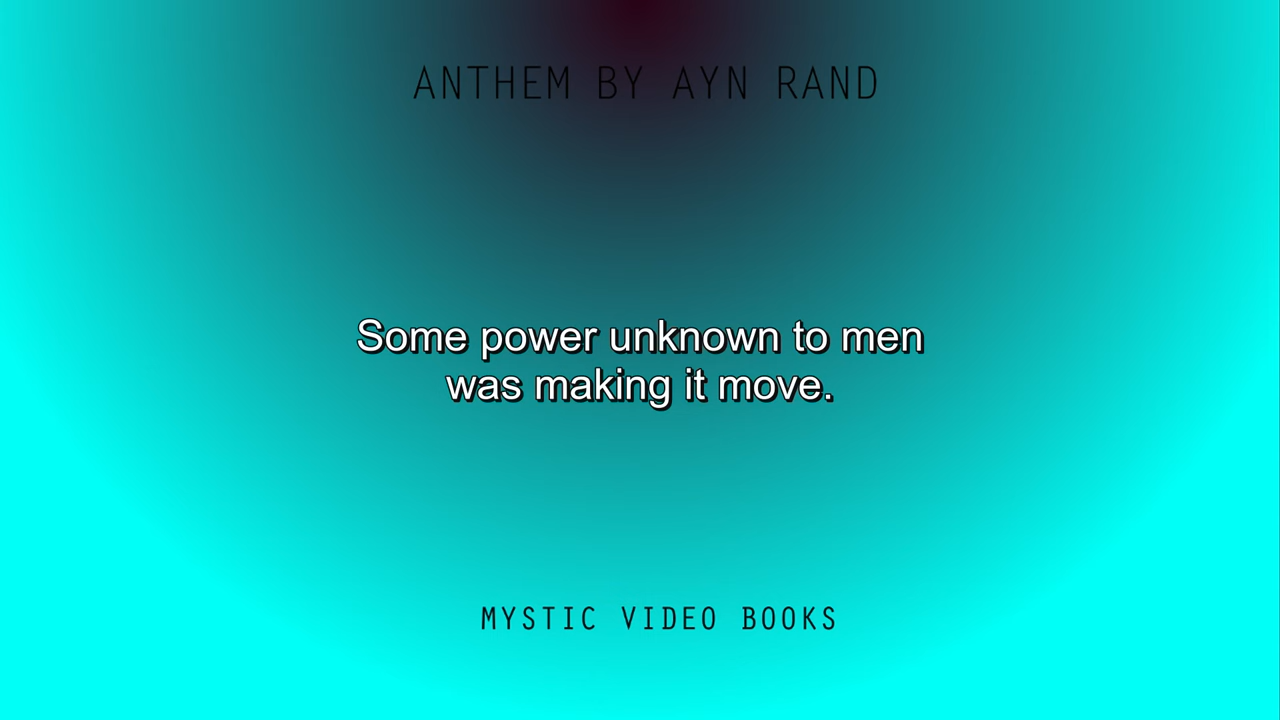 ANTHEM BY AYN RAND
Some power unknown to men
was making it move.
MYSTIC VIDEO BOOKS